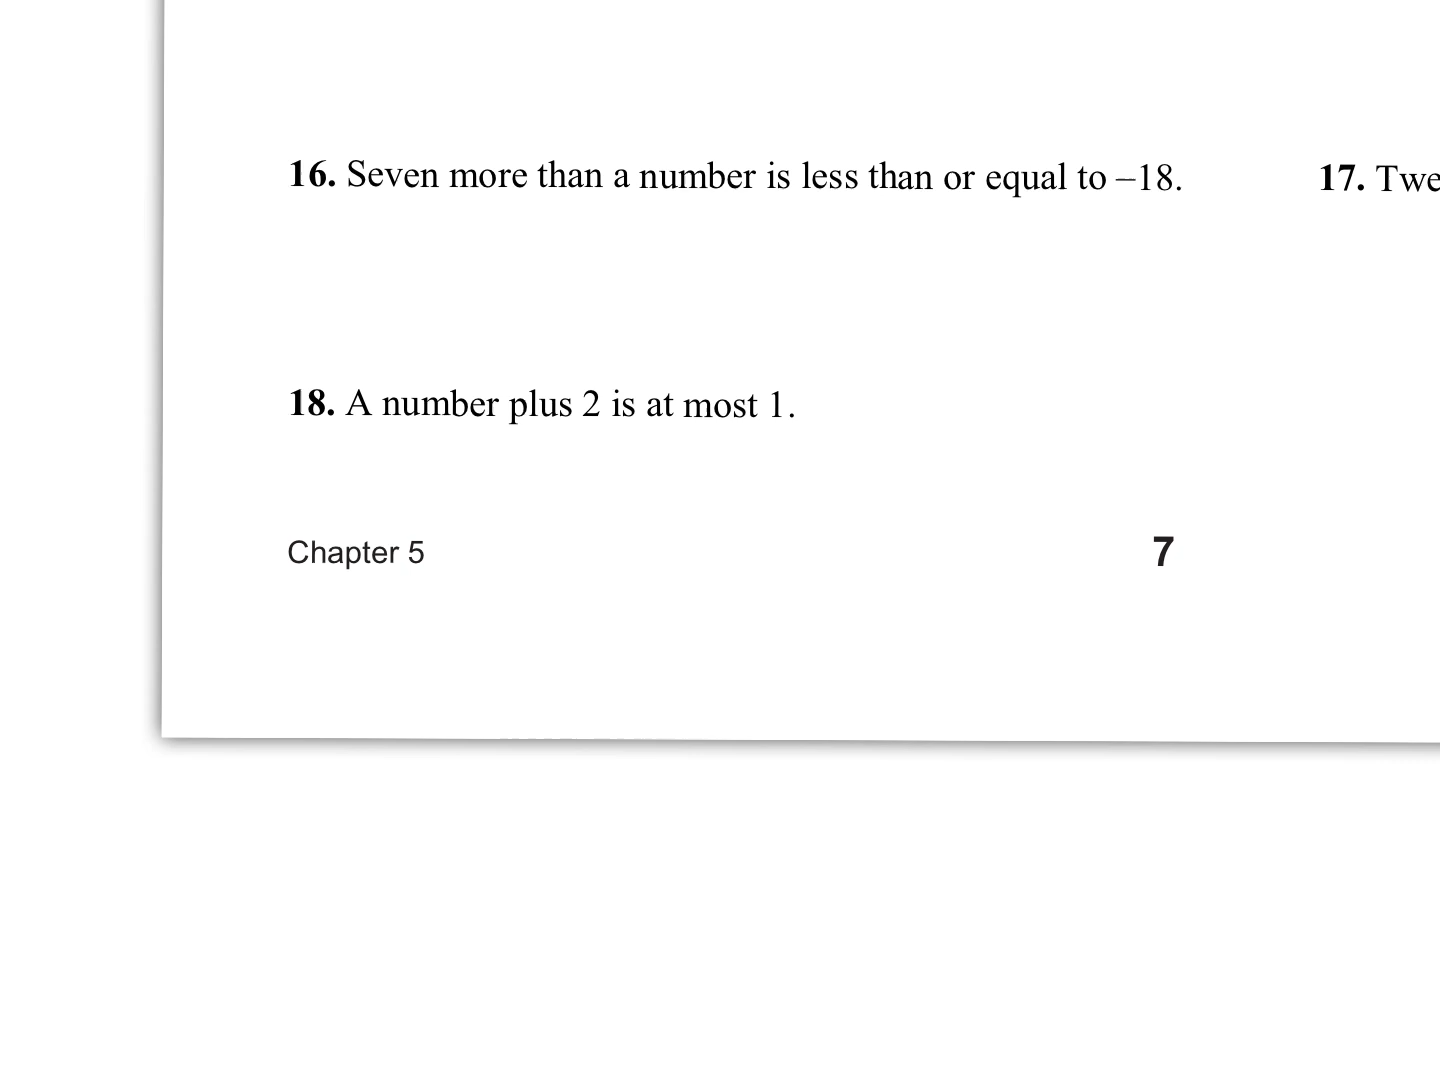 16. Seven more than a number is less than or equal to –18.
17.
18. A number plus 2 is at most 1.
Chapter 5
7